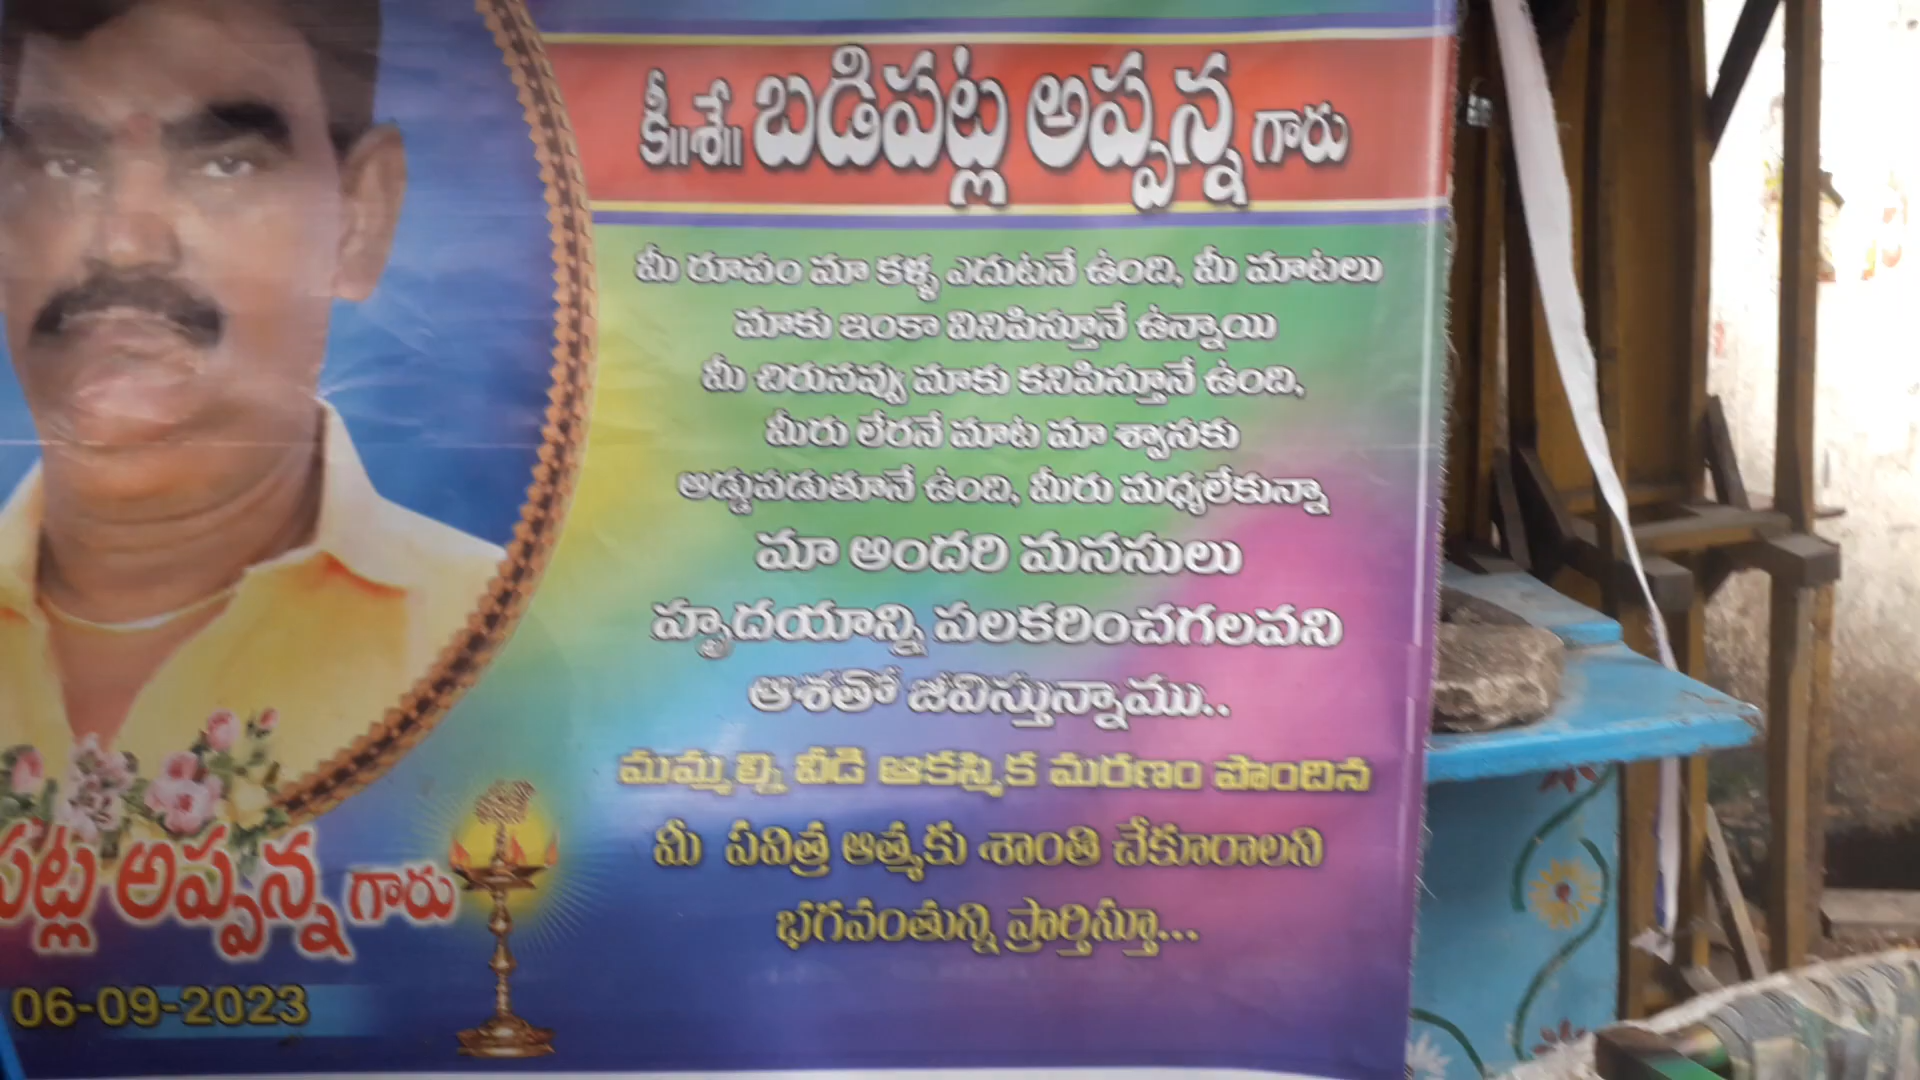 కీ॥శే॥ బడిపట్ల అప్పన్న గారు
మీ రూపం మా కళ్ళ ఎదుటనే ఉంది, మీ మాటలు
మాకు ఇంకా వినిపిస్తూనే ఉన్నాయి
మీ చిరునవ్వు మాకు కనిపిస్తూనే ఉంది,
మీరు లేరనే మాట మా శ్వాసకు
అడ్డుపడుతూనే ఉంది, మీరు మధ్యలేకున్నా
మా అందరి మనసులు
హృదయాన్ని పలకరించగలవని
ఆశతో జీవిస్తున్నాము..
మమ్మల్ని వీడి ఆకస్మిక మరణం పొందిన
మీ పవిత్ర ఆత్మకు శాంతి చేకూరాలని
భగవంతున్ని ప్రార్తిస్తూ...
పట్ల అప్పన్న గారు
06-09-2023